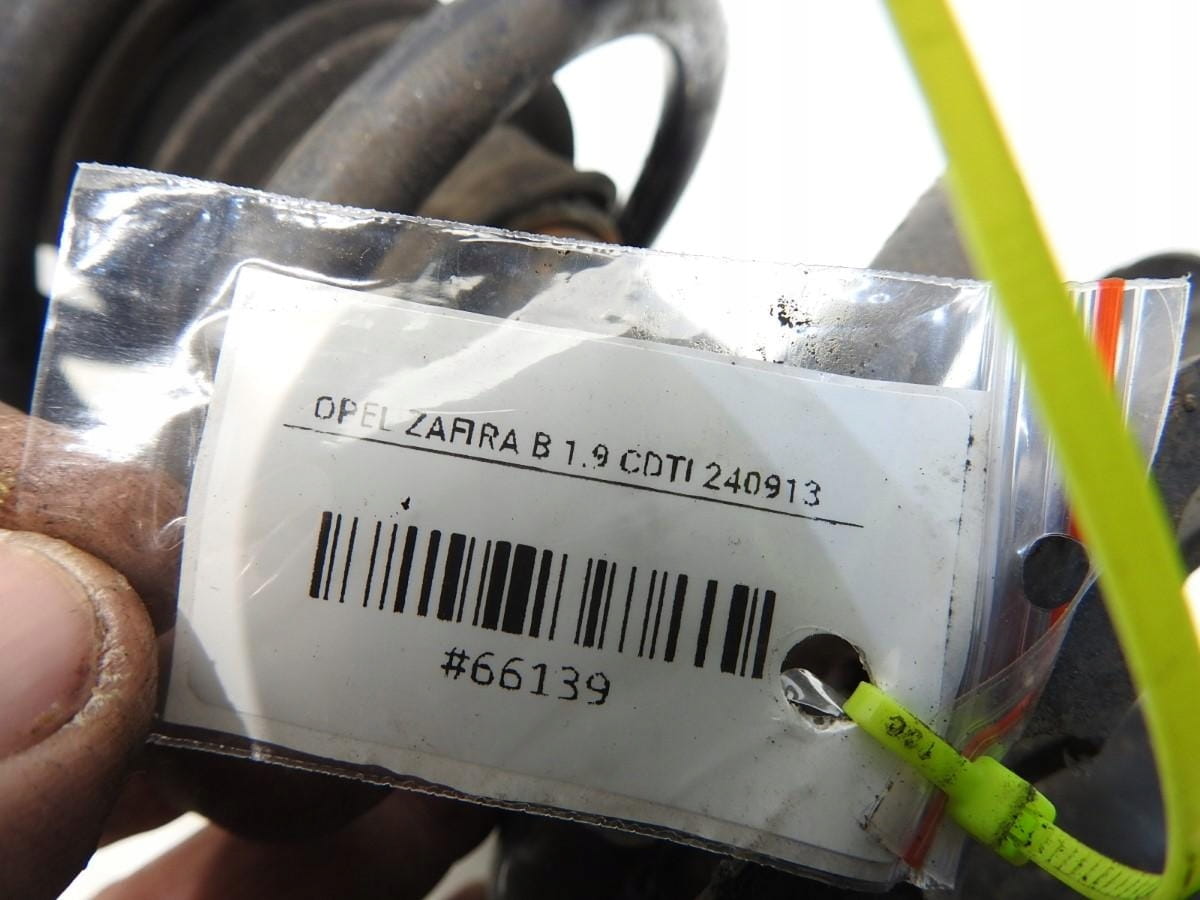 OPEL ZAFIRA B 1.9 CDTI 240913
#66139